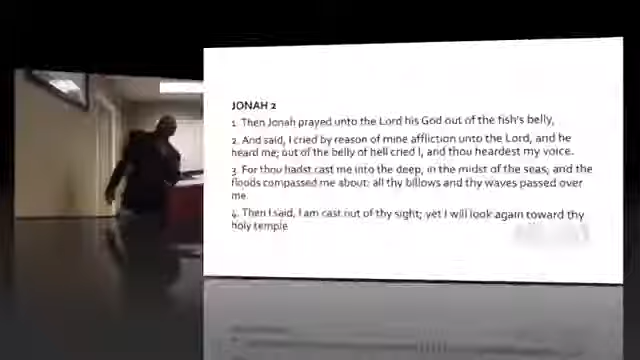 JONAH 2
1. Then Jonah prayed unto the Lord his God out of the fish's belly,
2. And said, I cried by reason of mine affliction unto the Lord, and he
heard me; out of the belly of hell cried I, and thou heardest my voice.
3. For thou hadst cast me into the deep, in the midst of the seas; and the
floods compassed me about: all thy billows and thy waves passed over
me.
4. Then I said, I am cast out of thy sight; yet I will look again toward thy
holy temple